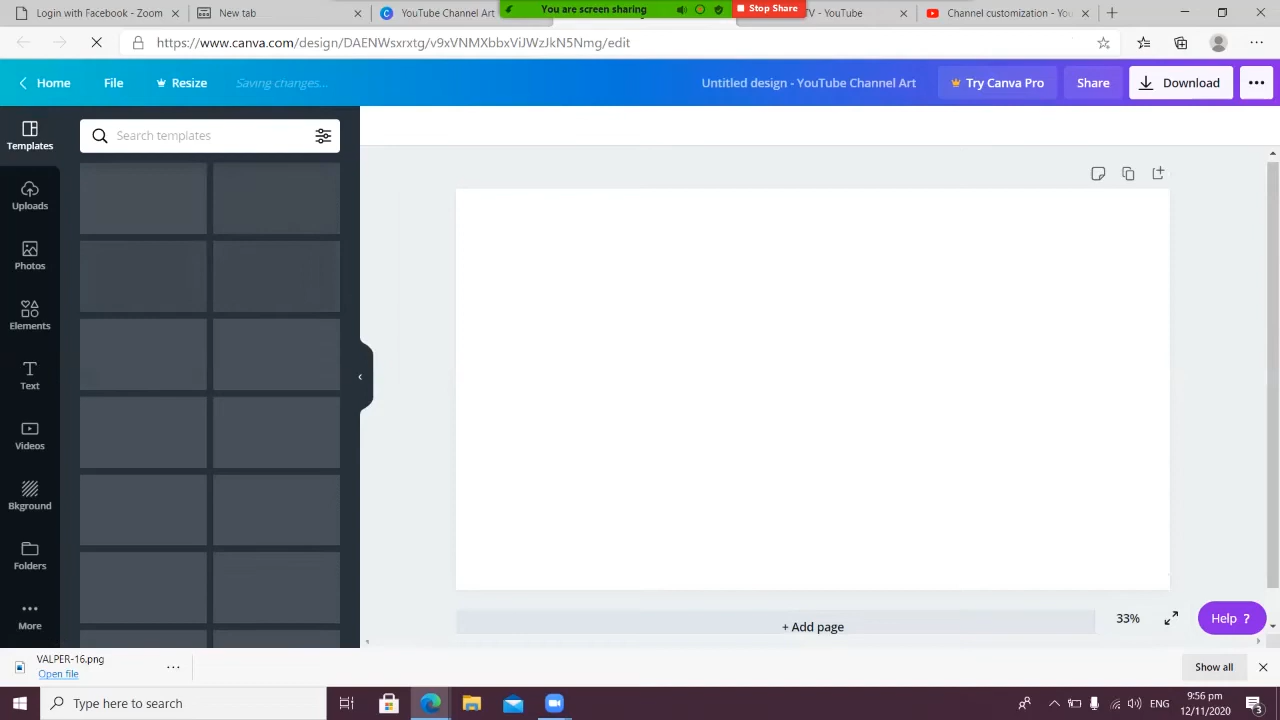 Login with Facebook - Zoom
New tab
YouTube Channel Art
You are screen sharing
Stop Share
TV - YouTube
Channel customization - Yo
https://www.canva.com/design/DAENWsxrxtg/v9xVNMXbbxViJWzJkN5Nmg/edit
Home
File
Resize
Saving changes...
Untitled design - YouTube Channel Art
Try Canva Pro
Share
Download
Templates
Search templates
Uploads
Photos
Elements
Text
Videos
Bkground
Folders
More
+ Add page
33%
Help ?
VALPER-16.png
Open file
Show all
Type here to search
ENG
9:56 pm
12/11/2020
3